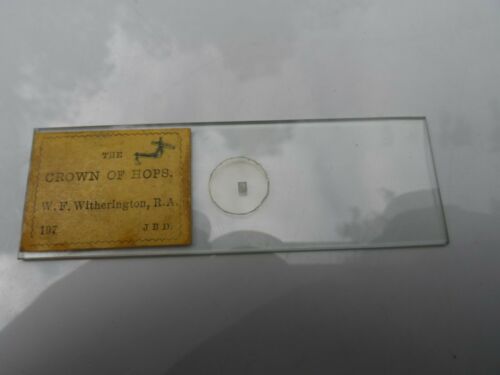 THE
CROWN OF HOPS.
W. F. Witherington, R.A.
197 J B D.